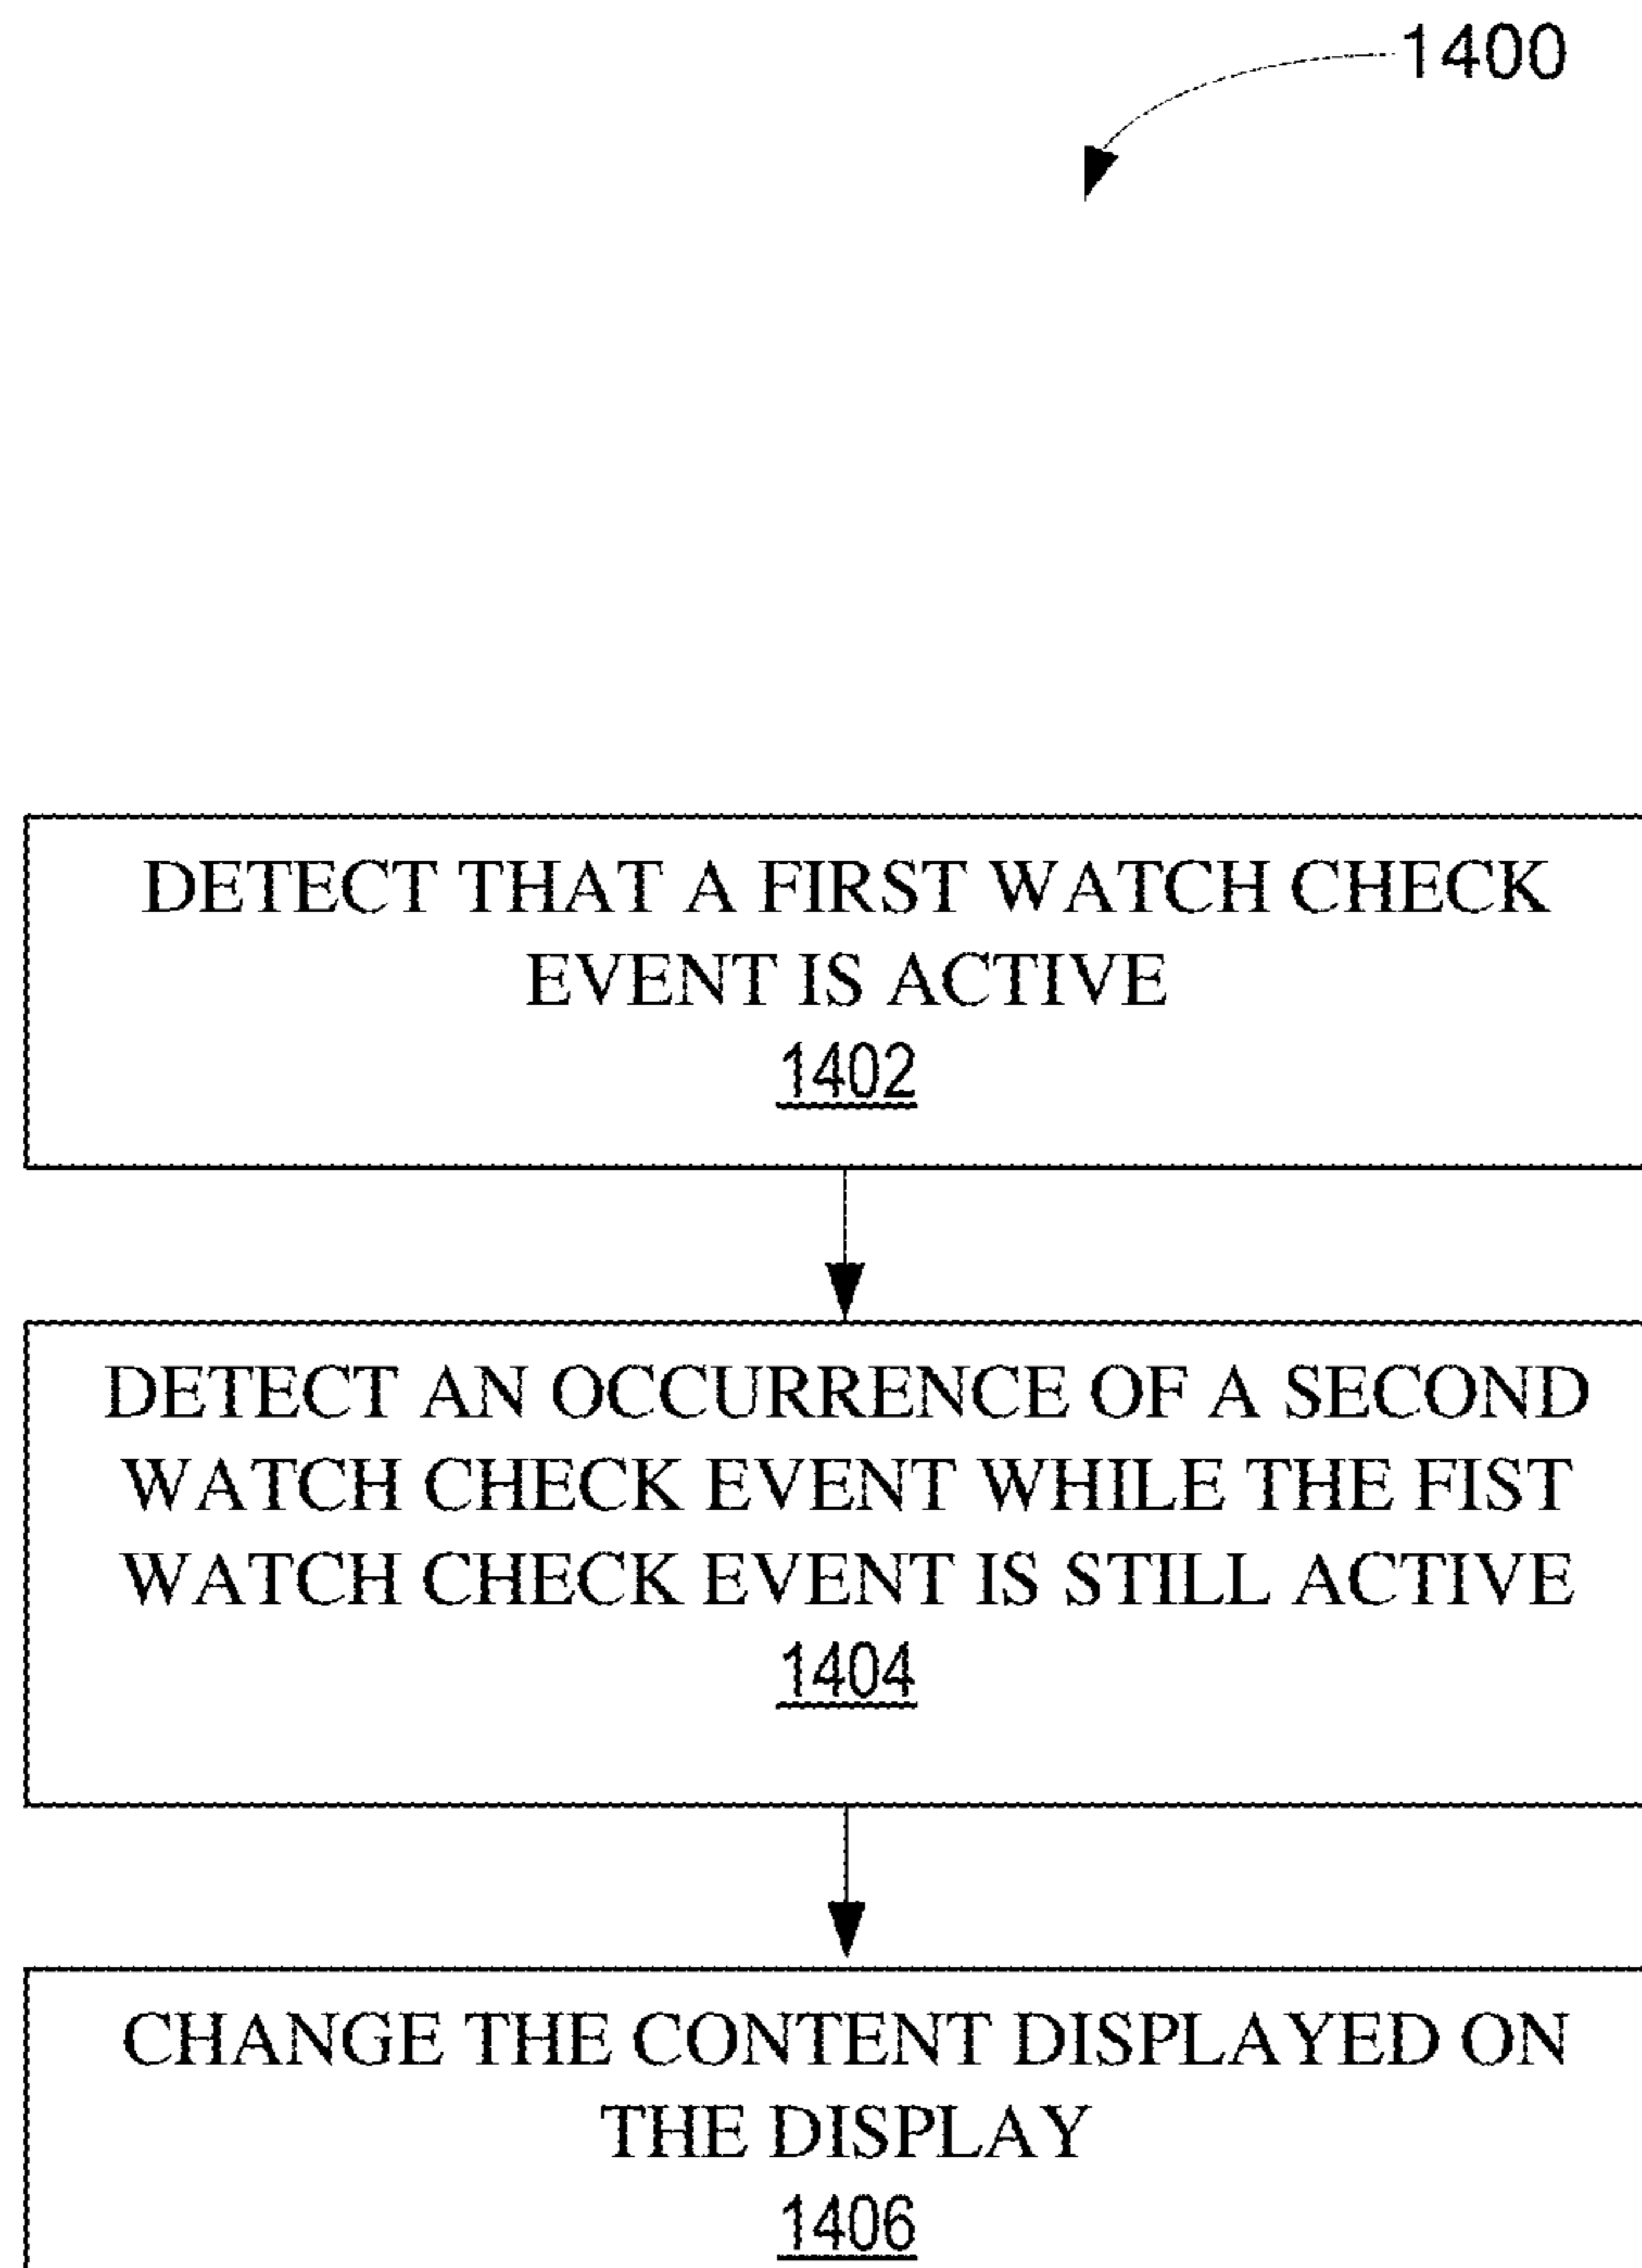 1400
DETECT THAT A FIRST WATCH CHECK
EVENT IS ACTIVE
1402
DETECT AN OCCURRENCE OF A SECOND
WATCH CHECK EVENT WHILE THE FIST
WATCH CHECK EVENT IS STILL ACTIVE
1404
CHANGE THE CONTENT DISPLAYED ON
THE DISPLAY
1406